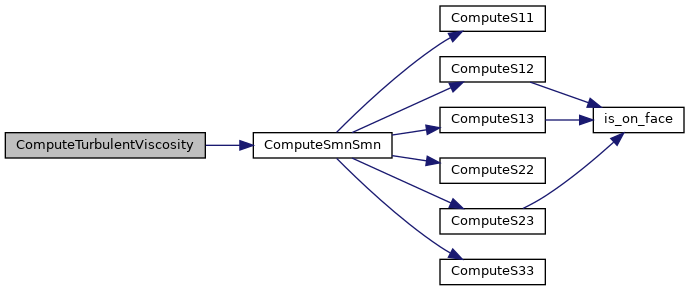 ComputeTurbulentViscosity
ComputeSmnSmn
ComputeS11
ComputeS12
ComputeS13
ComputeS22
ComputeS23
ComputeS33
is_on_face